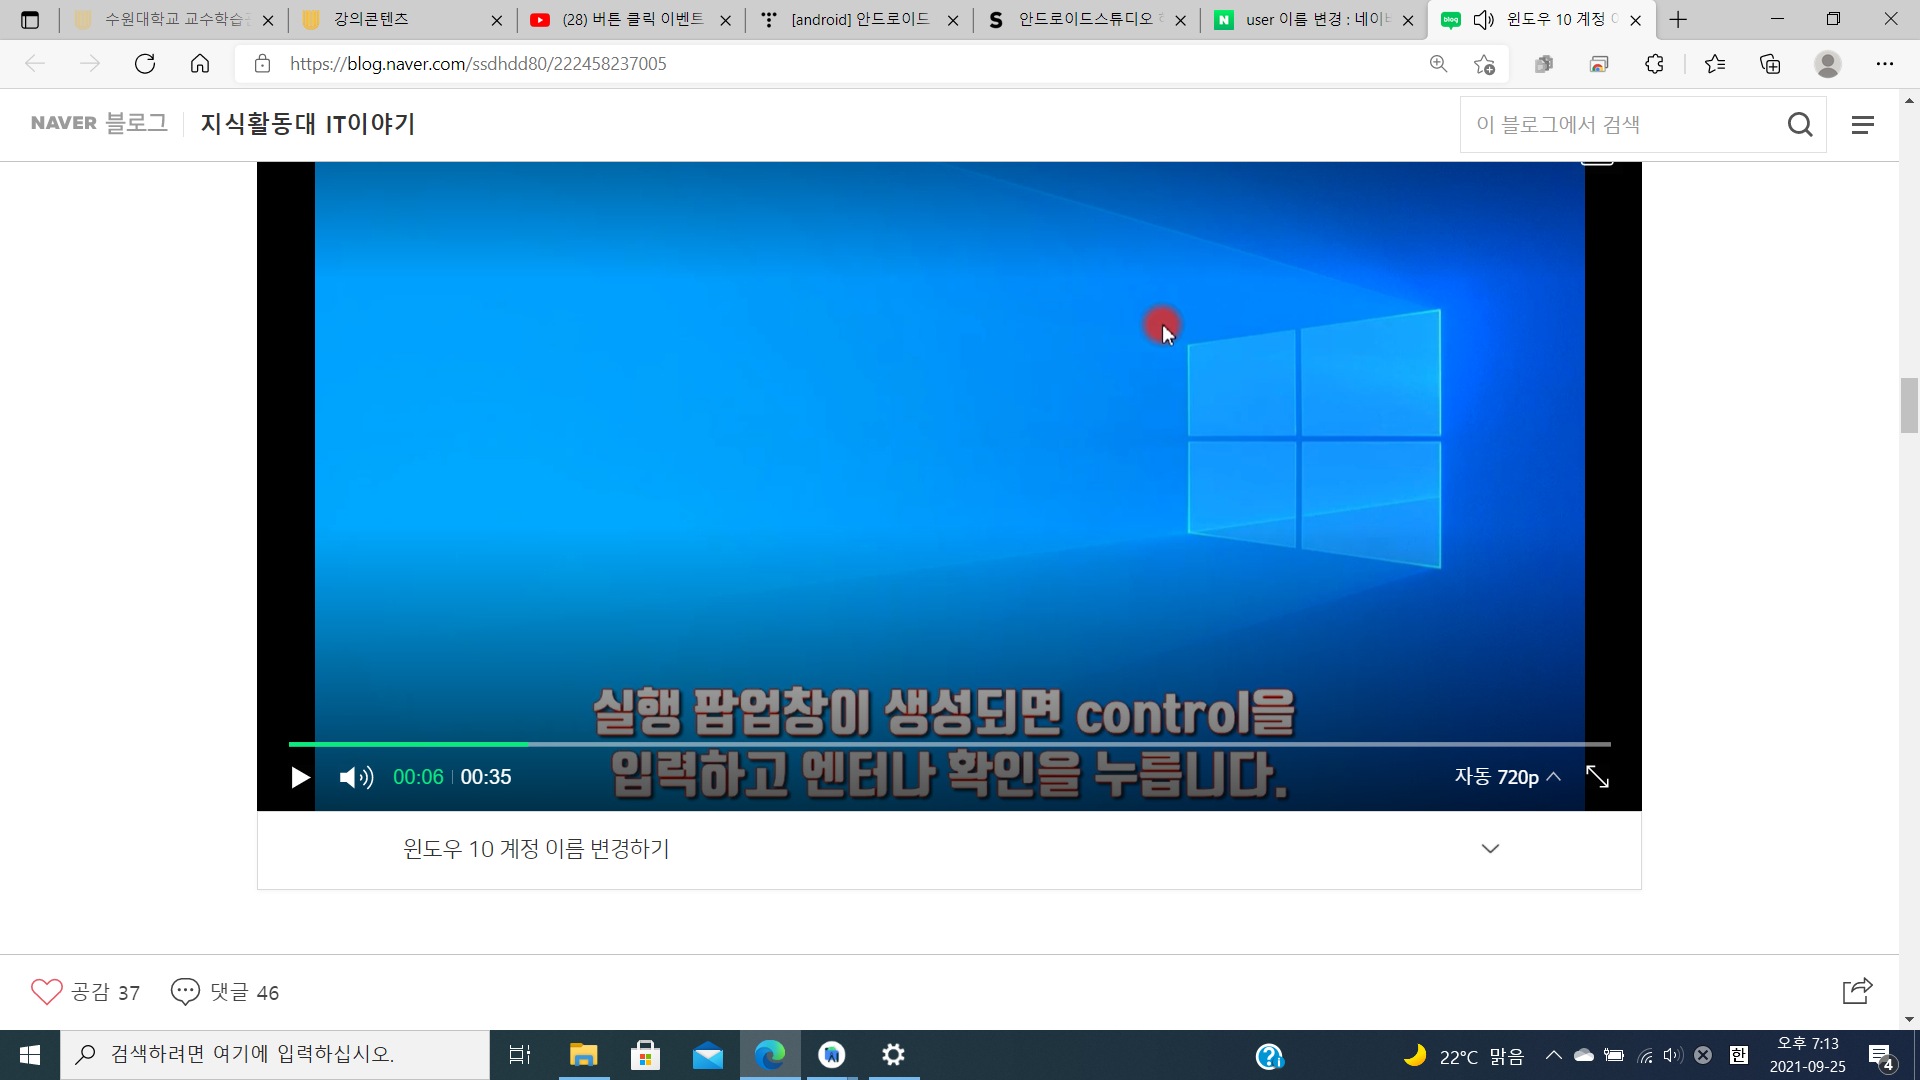 수원대학교 교수학습
강의콘텐츠
(28) 버튼 클릭 이벤트
[android] 안드로이드
안드로이드스튜디오
user 이름 변경 : 네이버
윈도우 10 계정
https://blog.naver.com/ssdhdd80/222458237005
NAVER 블로그
지식활동대 IT이야기
이 블로그에서 검색
실행 팝업창이 생성되면 control을
입력하고 엔터나 확인을 누릅니다.
00:06 00:35
자동 720p
윈도우 10 계정 이름 변경하기
공감 37
댓글 46
검색하려면 여기에 입력하십시오.
22°C 맑음
한
오후 7:13
2021-09-25
4